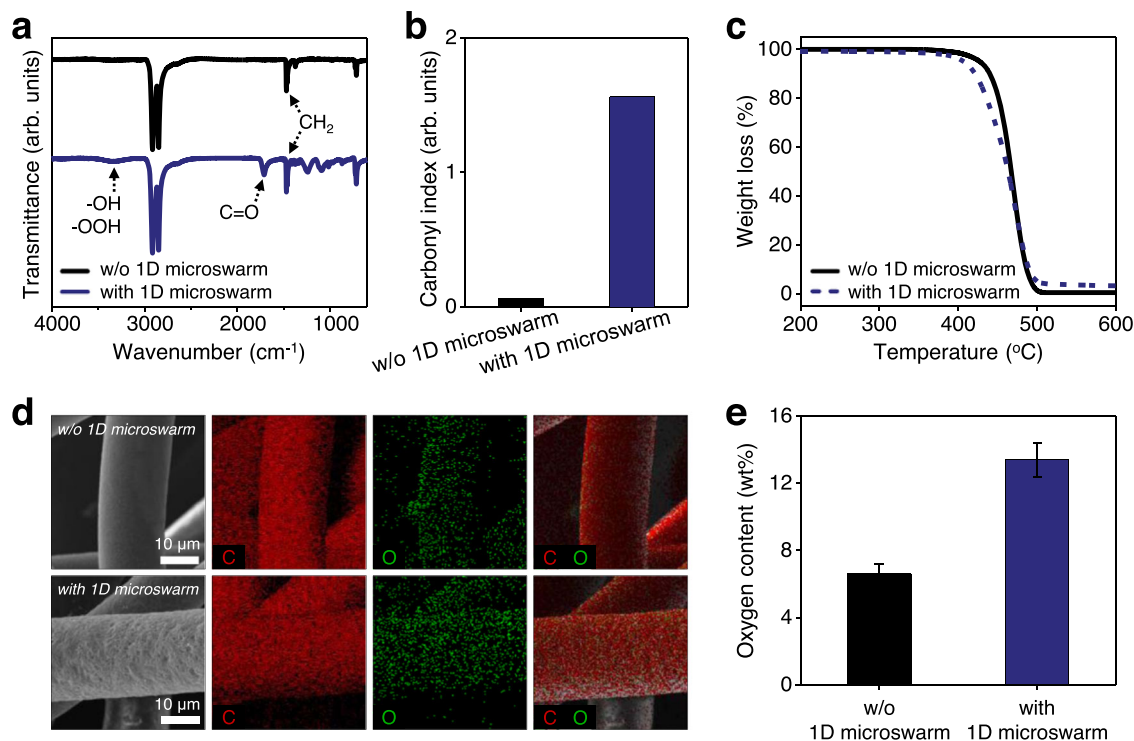 a
Transmittance (arb. units)
CH2
-OH
-OOH
C=O
w/o 1D microswarm
with 1D microswarm
4000
3000
2000
1000
Wavenumber (cm-1)
b
Carbonyl index (arb. units)
2
1
0
w/o 1D microswarm
with 1D microswarm
c
Weight loss (%)
100
80
60
40
20
0
w/o 1D microswarm
with 1D microswarm
200
300
400
500
600
Temperature (oC)
d
w/o 1D microswarm
10 µm
C
O
C O
with 1D microswarm
10 µm
C
O
C O
e
Oxygen content (wt%)
16
12
8
4
0
w/o
1D microswarm
with
1D microswarm